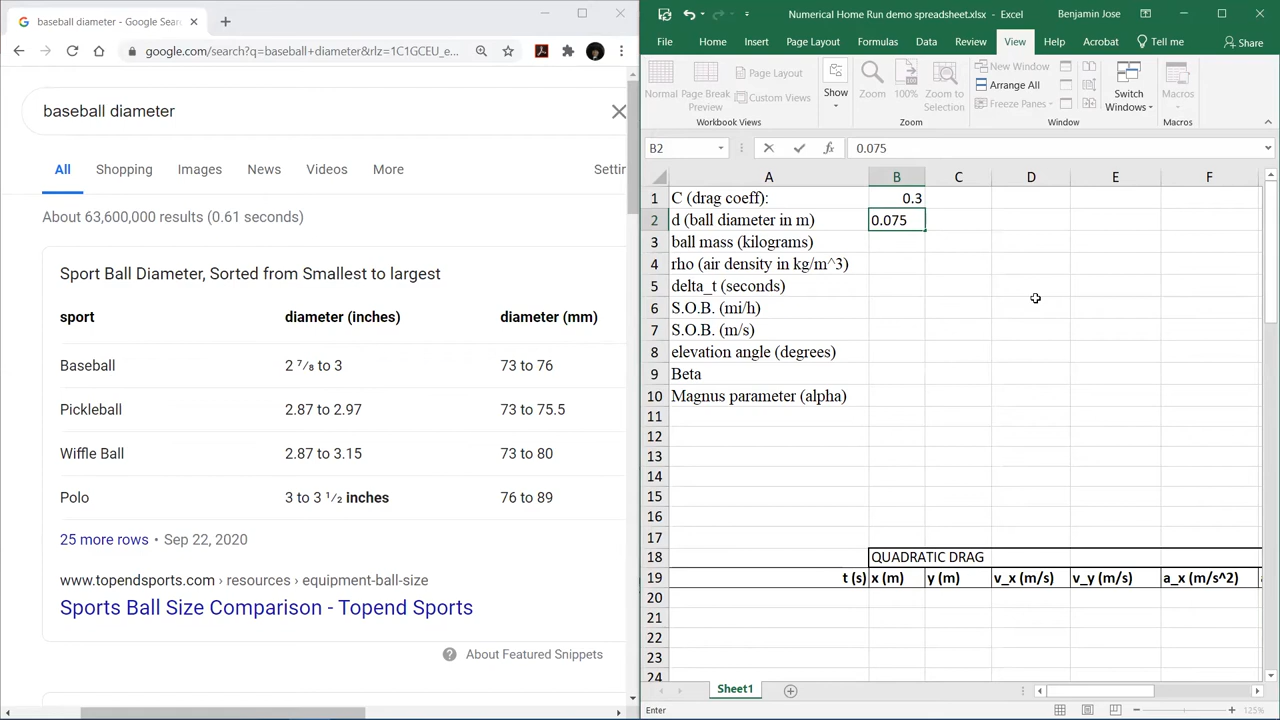 baseball diameter - Google Sear
google.com/search?q=baseball+diameter&rlz=1C1GCEU_e...
baseball diameter
All Shopping Images News Videos More Settin
About 63,600,000 results (0.61 seconds)
Sport Ball Diameter, Sorted from Smallest to largest
sport diameter (inches) diameter (mm)
Baseball 2 7/8 to 3 73 to 76
Pickleball 2.87 to 2.97 73 to 75.5
Wiffle Ball 2.87 to 3.15 73 to 80
Polo 3 to 3 1/2 inches 76 to 89
25 more rows • Sep 22, 2020
www.topendsports.com › resources › equipment-ball-size
Sports Ball Size Comparison - Topend Sports
About Featured Snippets
Numerical Home Run demo spreadsheet.xlsx - Excel Benjamin Jose
File Home Insert Page Layout Formulas Data Review View Help Acrobat Tell me Share
Normal Page Break Preview Page Layout Custom Views
Workbook Views
Show
Zoom 100% Zoom to Selection
Zoom
New Window
Arrange All
Freeze Panes
Switch Windows
Window
Macros
Macros
B2 fx 0.075
A B C D E F
1 C (drag coeff): 0.3
2 d (ball diameter in m) 0.075
3 ball mass (kilograms)
4 rho (air density in kg/m^3)
5 delta_t (seconds)
6 S.O.B. (mi/h)
7 S.O.B. (m/s)
8 elevation angle (degrees)
9 Beta
10 Magnus parameter (alpha)
11
12
13
14
15
16
17
18 QUADRATIC DRAG
19 t (s) x (m) y (m) v_x (m/s) v_y (m/s) a_x (m/s^2)
20
21
22
23
24
Sheet1
Enter 125%